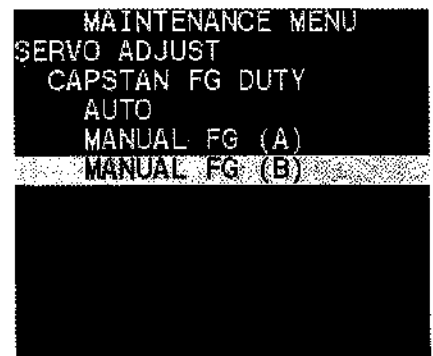 MAINTENANCE MENU
SERVO ADJUST
CAPSTAN FG DUTY
AUTO
MANUAL FG (A)
MANUAL FG (B)